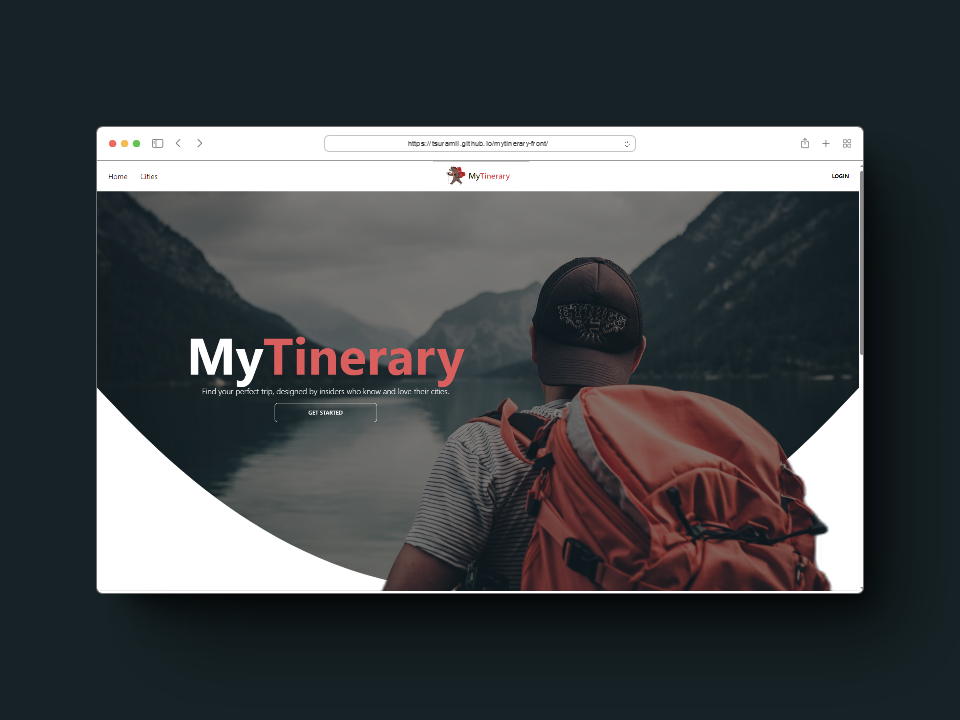 https://tsuramii.github.io/mytinerary-front/
Home Cities MyTinerary LOGIN
MyTinerary
Find your perfect trip, designed by insiders who know and love their cities.
GET STARTED